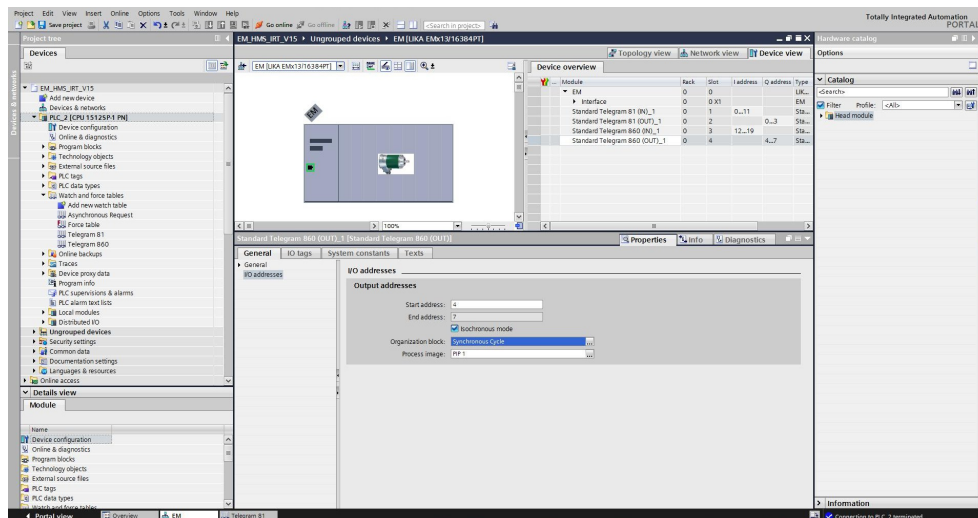 Project Edit View Insert Online Options Tools Window Help
Totally Integrated Automation
PORTAL
Save project Go online Go offline <Search in project>
Project tree
EM_HMS_IRT_V15 Ungrouped devices EM [LIKA EMx13/16384PT]
Hardware catalog
Devices
Topology view Network view Device view
Options
EM [LIKA EMx13/16384PT]
Device overview
Module Rack Slot I address Q address Type
Catalog
EM_HMS_IRT_V15
EM 0 0 LIK...
<Search>
Add new device
Interface 0 0 X1 EM
Filter Profile: <All>
Devices & networks
Standard Telegram 81 (IN)_1 0 1 0...11 Sta...
Head module
PLC_2 [CPU 1512SP-1 PN]
Standard Telegram 81 (OUT)_1 0 2 0...3 Sta...
Device configuration
Standard Telegram 860 (IN)_1 0 3 12...19 Sta...
Online & diagnostics
Standard Telegram 860 (OUT)_1 0 4 4...7 Sta...
Program blocks
Technology objects
External source files
PLC tags
PLC data types
Watch and force tables
Add new watch table
Asynchronous Request
Force table
Telegram 81
Telegram 860
Online backups
Traces
Device proxy data
Program info
PLC supervisions & alarms
PLC alarm text lists
Local modules
Distributed I/O
Ungrouped devices
Security settings
Common data
Documentation settings
Languages & resources
Online access
EM
100%
Standard Telegram 860 (OUT)_1 [Standard Telegram 860 (OUT)]
Properties Info Diagnostics
General IO tags System constants Texts
General
I/O addresses
I/O addresses
Output addresses
Start address: 4
End address: 7
Isochronous mode
Organization block: Synchronous Cycle
Process image: PIP 1
Details view
Module
Name
Device configuration
Online & diagnostics
Program blocks
Technology objects
External source files
PLC tags
PLC data types
Watch and force tables
Information
Portal view Overview EM Telegram 81
Connection to PLC_2 terminated
Devices & networks